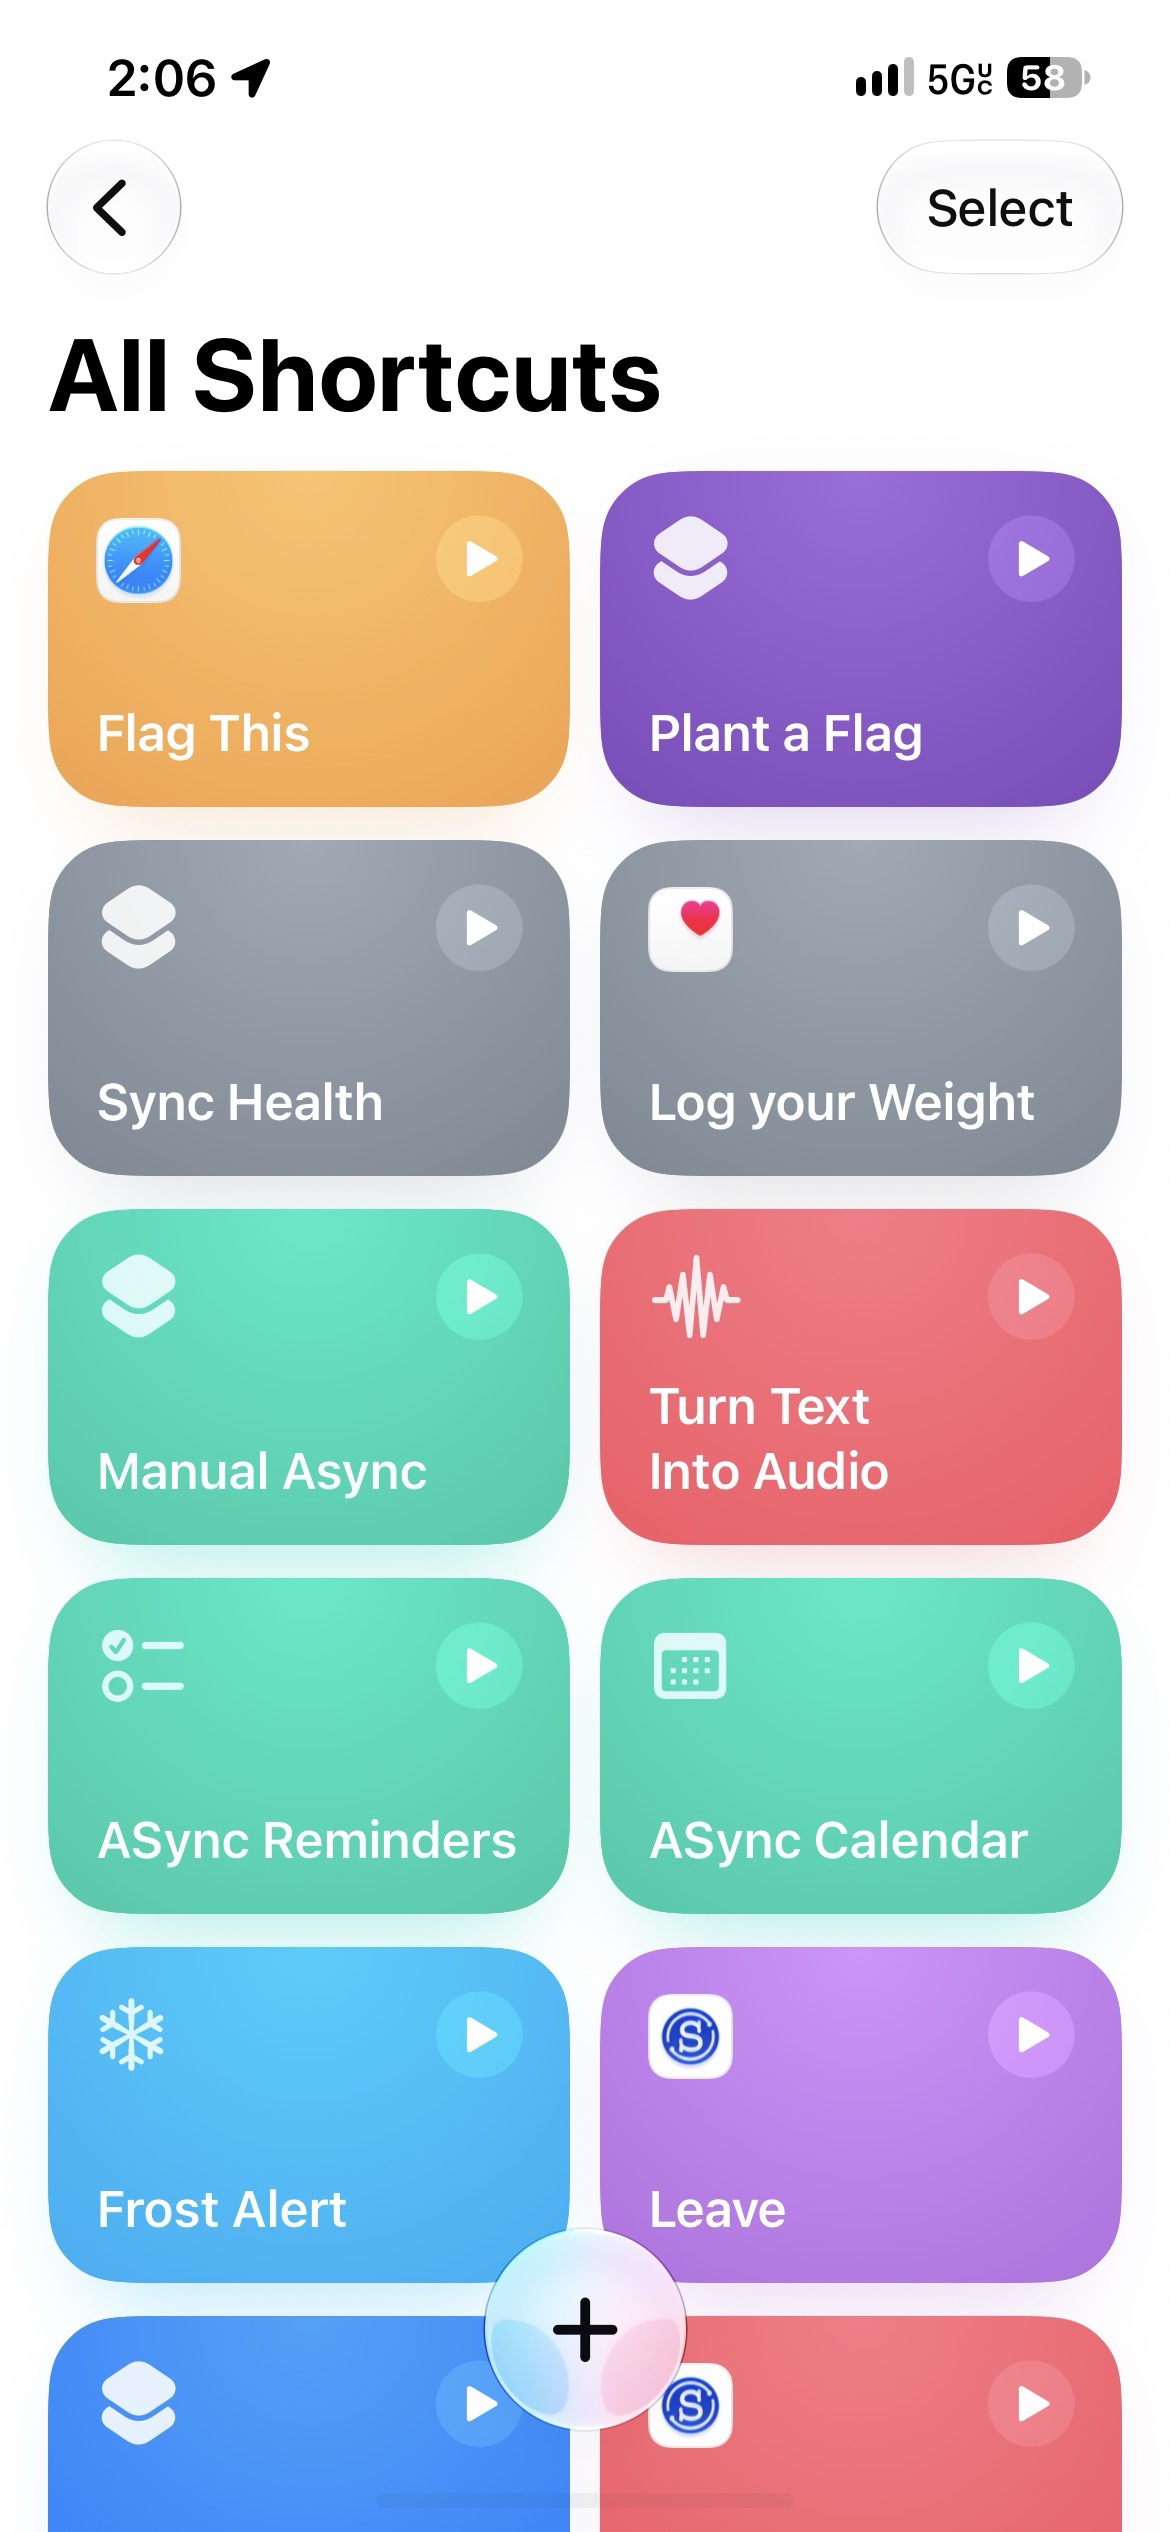 2:06
5G UC 58
Select
All Shortcuts
Flag This
Plant a Flag
Sync Health
Log your Weight
Manual Async
Turn Text
Into Audio
ASync Reminders
ASync Calendar
Frost Alert
S
Leave
S